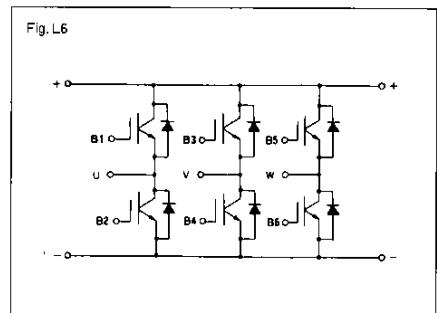 Fig. L6
+ +
B1 B3 B5
U V W
B2 B4 B6
- -